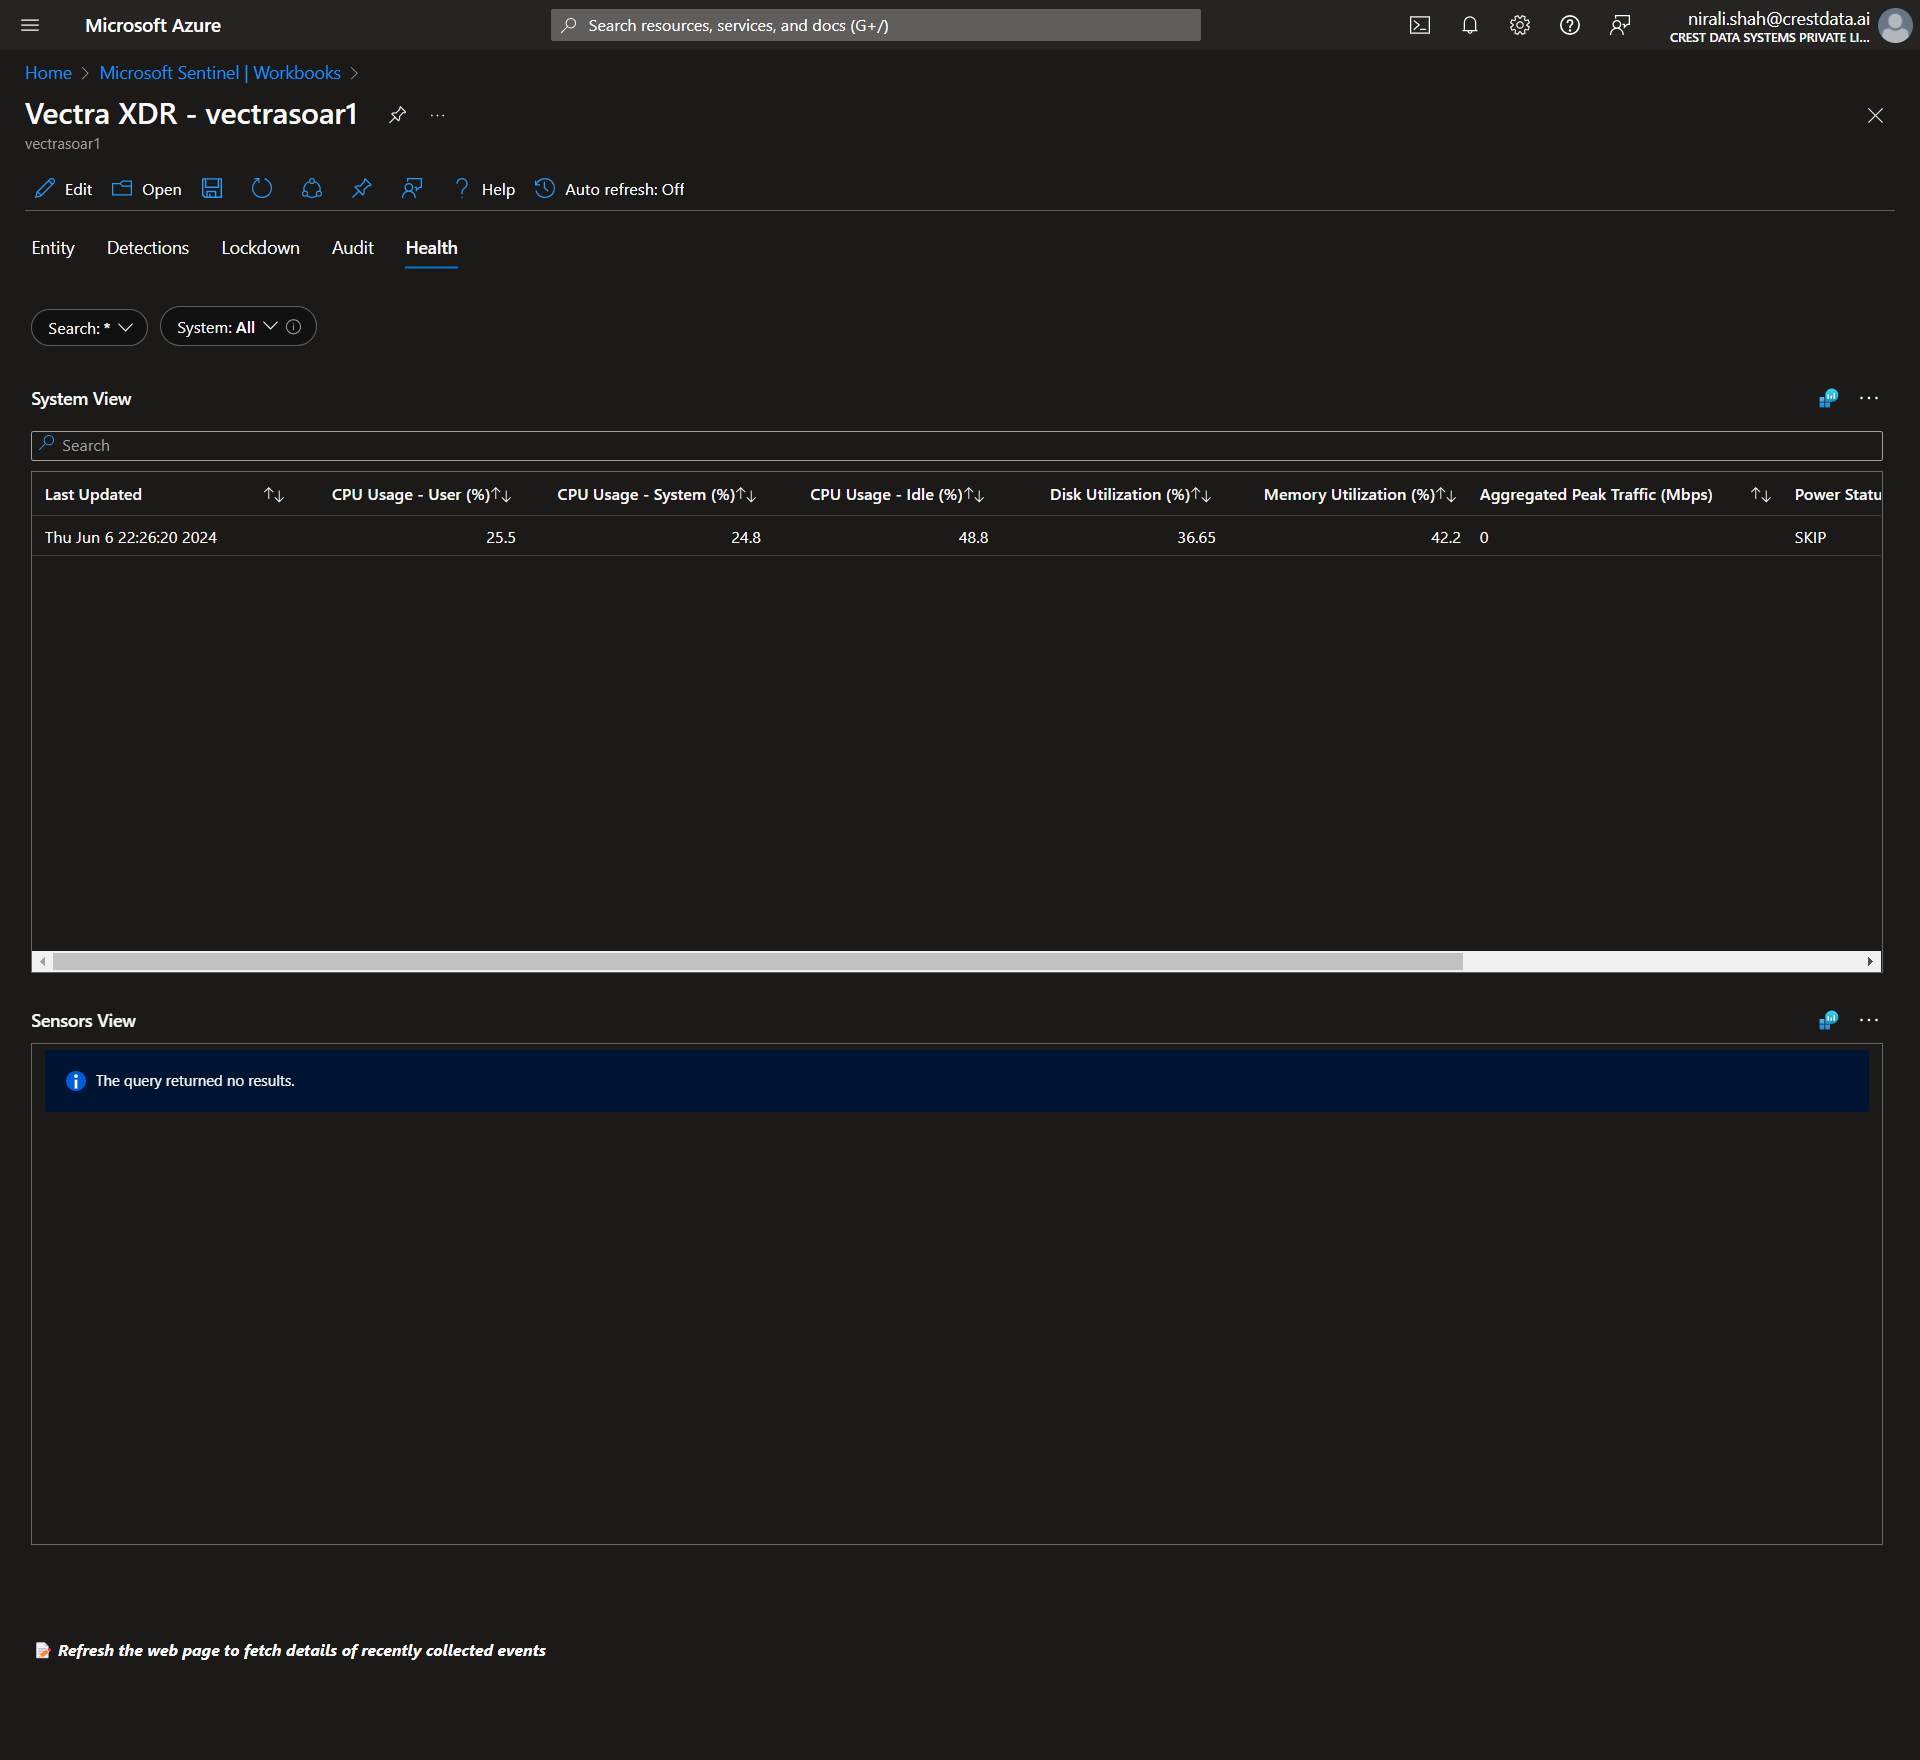 Microsoft Azure
Search resources, services, and docs (G+/)
nirali.shah@crestdata.ai
CREST DATA SYSTEMS PRIVATE LI...
Home > Microsoft Sentinel | Workbooks >
Vectra XDR - vectrasoar1 ...
vectrasoar1
Edit Open Help Auto refresh: Off
Entity Detections Lockdown Audit Health
Search: * System: All
System View
Search
Last Updated CPU Usage - User (%) CPU Usage - System (%) CPU Usage - Idle (%) Disk Utilization (%) Memory Utilization (%) Aggregated Peak Traffic (Mbps) Power Statu
Thu Jun 6 22:26:20 2024 25.5 24.8 48.8 36.65 42.2 0 SKIP
Sensors View
The query returned no results.
Refresh the web page to fetch details of recently collected events